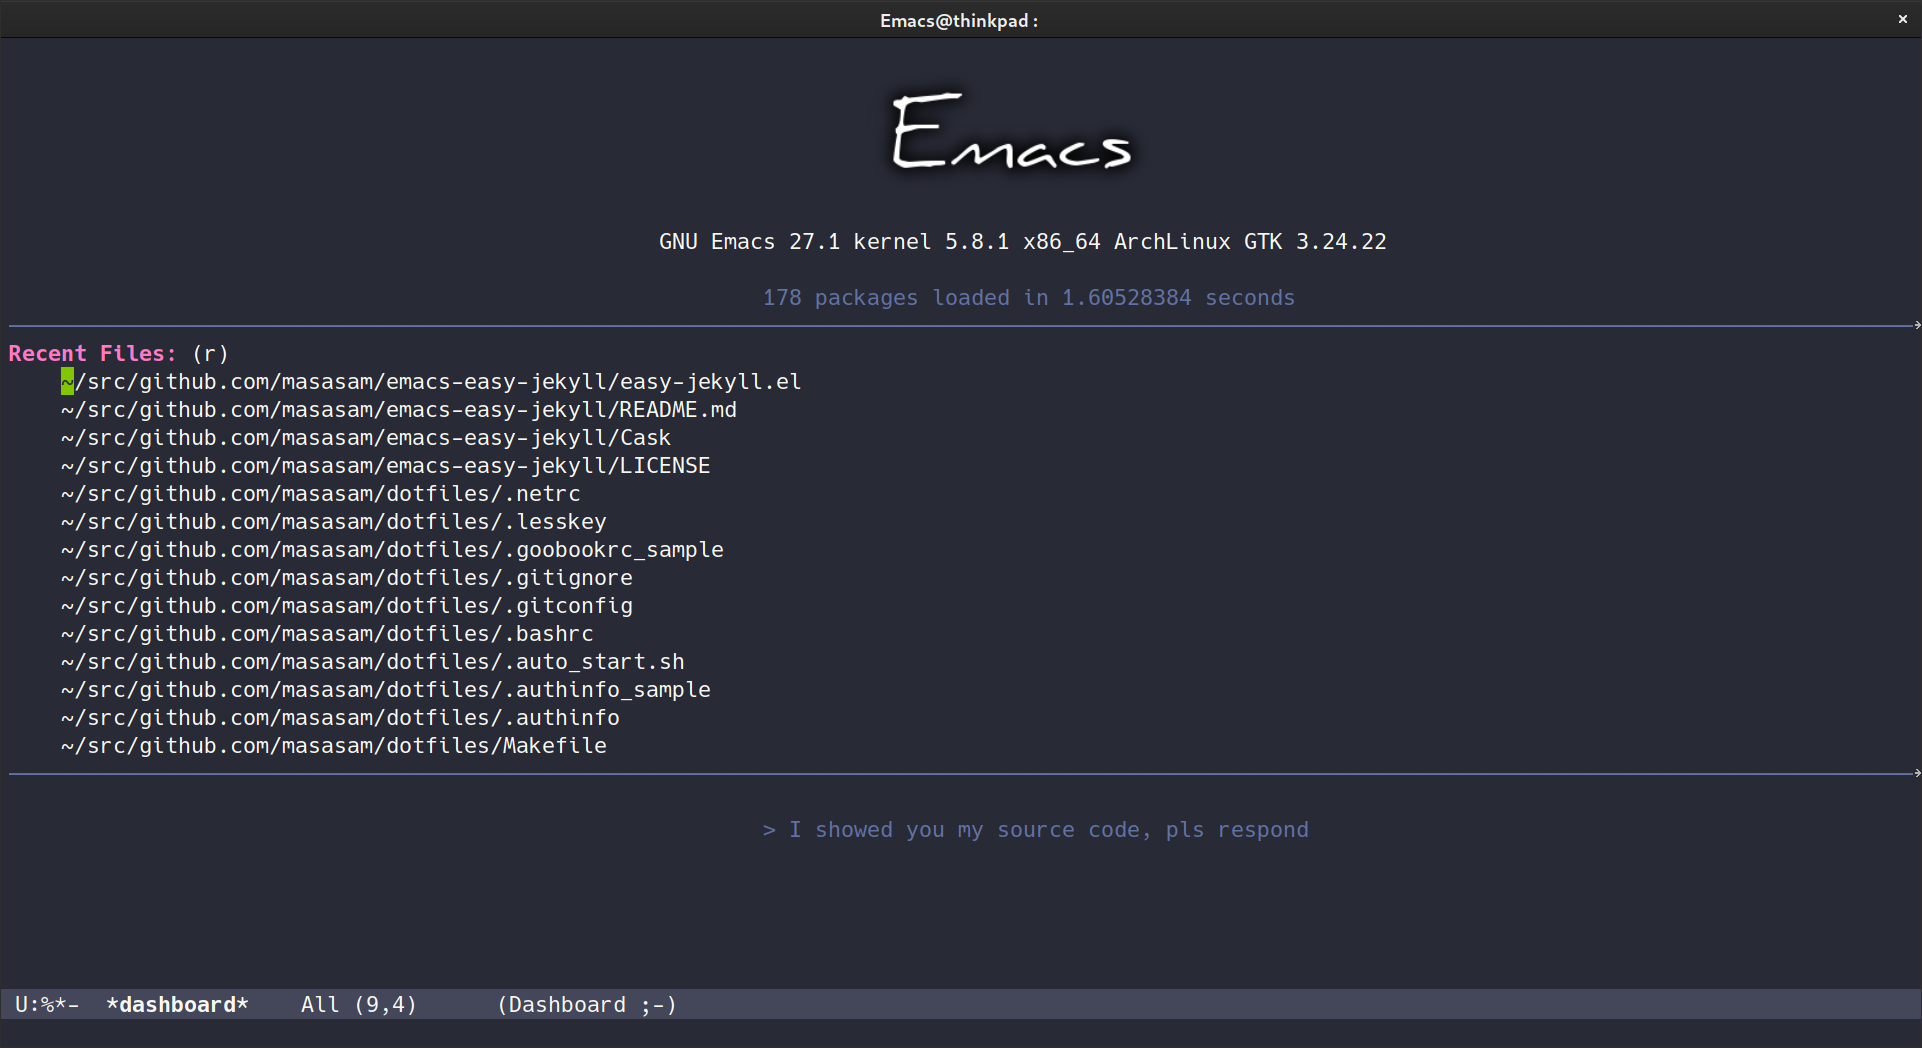 Emacs@thinkpad:
×
Emacs
GNU Emacs 27.1 kernel 5.8.1 x86_64 ArchLinux GTK 3.24.22
178 packages loaded in 1.60528384 seconds
Recent Files: (r)
~/src/github.com/masasam/emacs-easy-jekyll/easy-jekyll.el
~/src/github.com/masasam/emacs-easy-jekyll/README.md
~/src/github.com/masasam/emacs-easy-jekyll/Cask
~/src/github.com/masasam/emacs-easy-jekyll/LICENSE
~/src/github.com/masasam/dotfiles/.netrc
~/src/github.com/masasam/dotfiles/.lesskey
~/src/github.com/masasam/dotfiles/.goobookrc_sample
~/src/github.com/masasam/dotfiles/.gitignore
~/src/github.com/masasam/dotfiles/.gitconfig
~/src/github.com/masasam/dotfiles/.bashrc
~/src/github.com/masasam/dotfiles/.auto_start.sh
~/src/github.com/masasam/dotfiles/.authinfo_sample
~/src/github.com/masasam/dotfiles/.authinfo
~/src/github.com/masasam/dotfiles/Makefile
> I showed you my source code, pls respond
U:%*-  *dashboard*    All (9,4)      (Dashboard ;-)